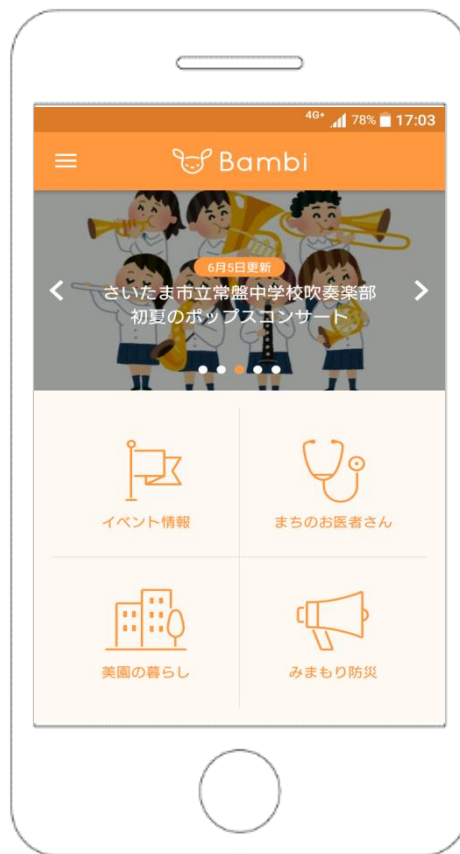 4G+ 78% 17:03
Bambi
6月5日更新
さいたま市立常盤中学校吹奏楽部
初夏のポップスコンサート
イベント情報
まちのお医者さん
美園の暮らし
みまもり防災